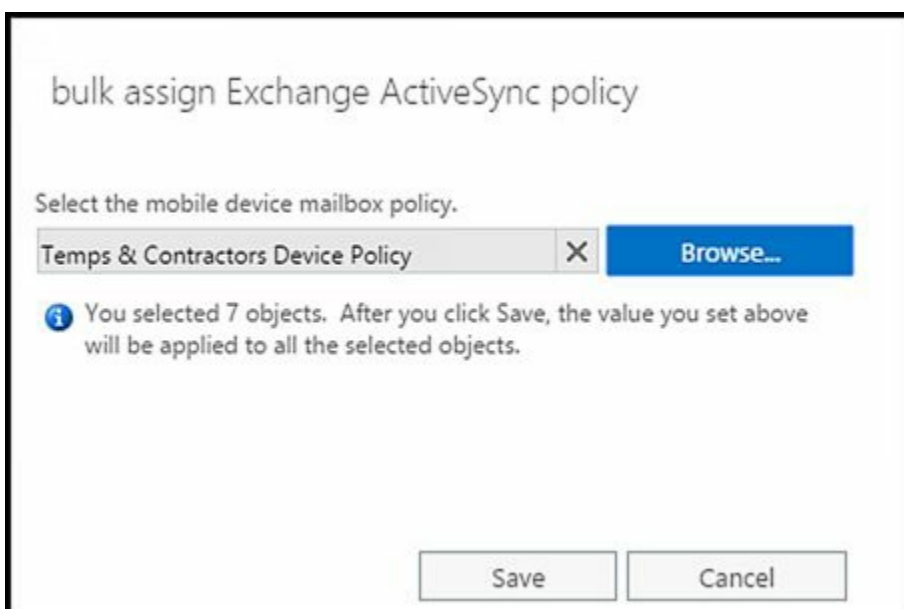 bulk assign Exchange ActiveSync policy
Select the mobile device mailbox policy.
Temps & Contractors Device Policy
Browse...
You selected 7 objects.  After you click Save, the value you set above
will be applied to all the selected objects.
Save
Cancel